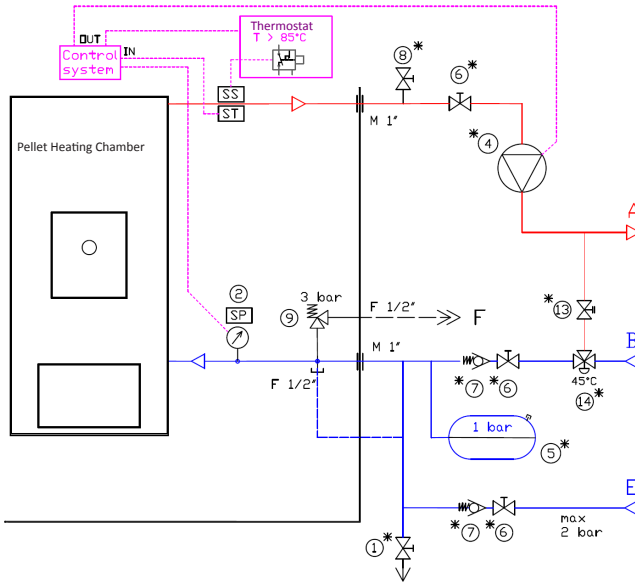 OUT
IN
Control
system
Thermostat
T > 85°C
SS
ST
8 *
6 *
M 1"
Pellet Heating Chamber
* 4
A
2
SP
3 bar
9
F 1/2"
F
* 13
M 1"
B
F 1/2"
* 7
* 6
45°C
14 *
1 bar
5 *
E
* 7
* 6
max
2 bar
1 *